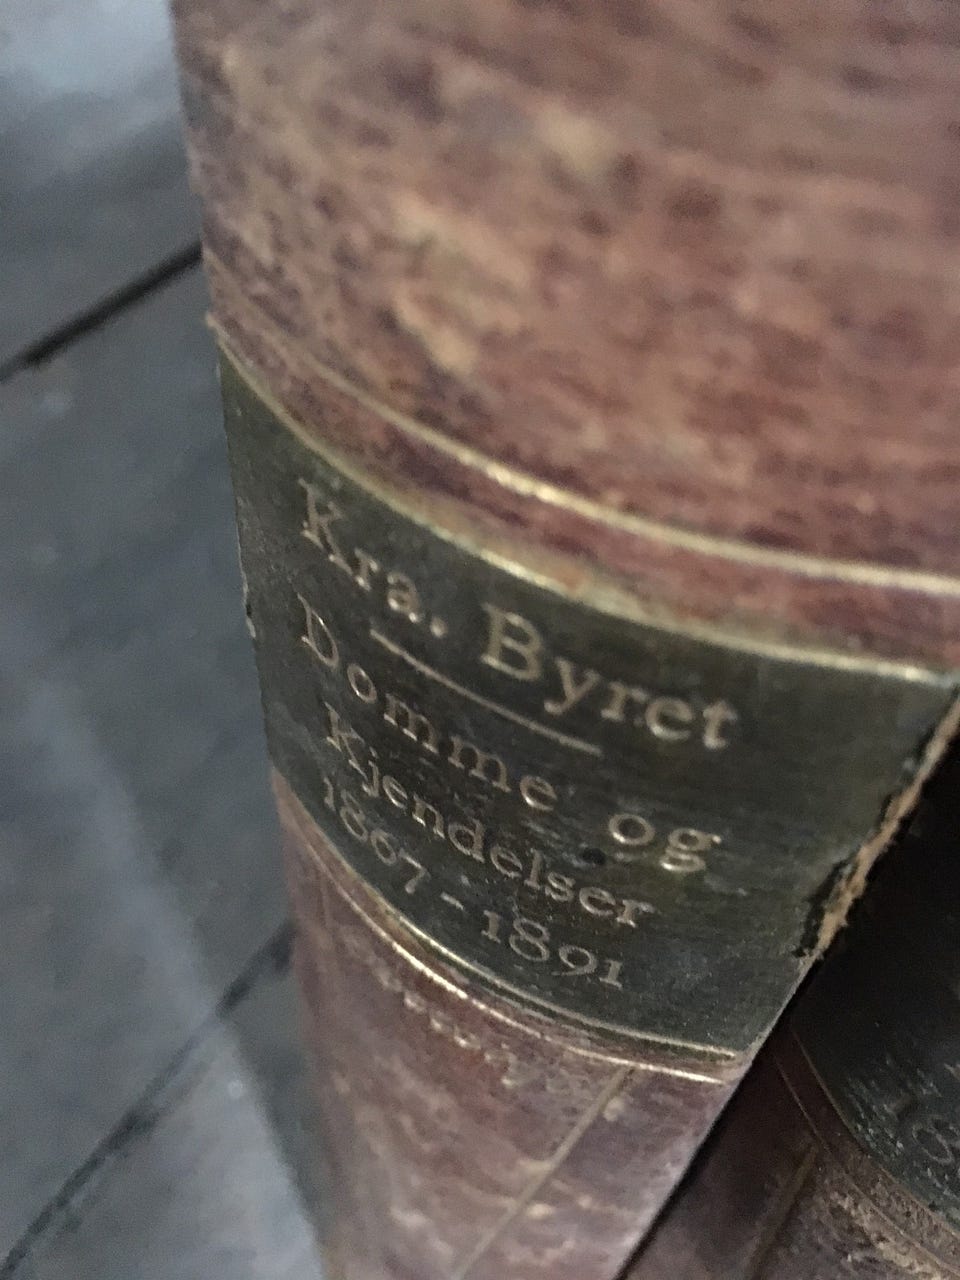 Kra. Byret
Domme og
Kjendelser
1867-1891